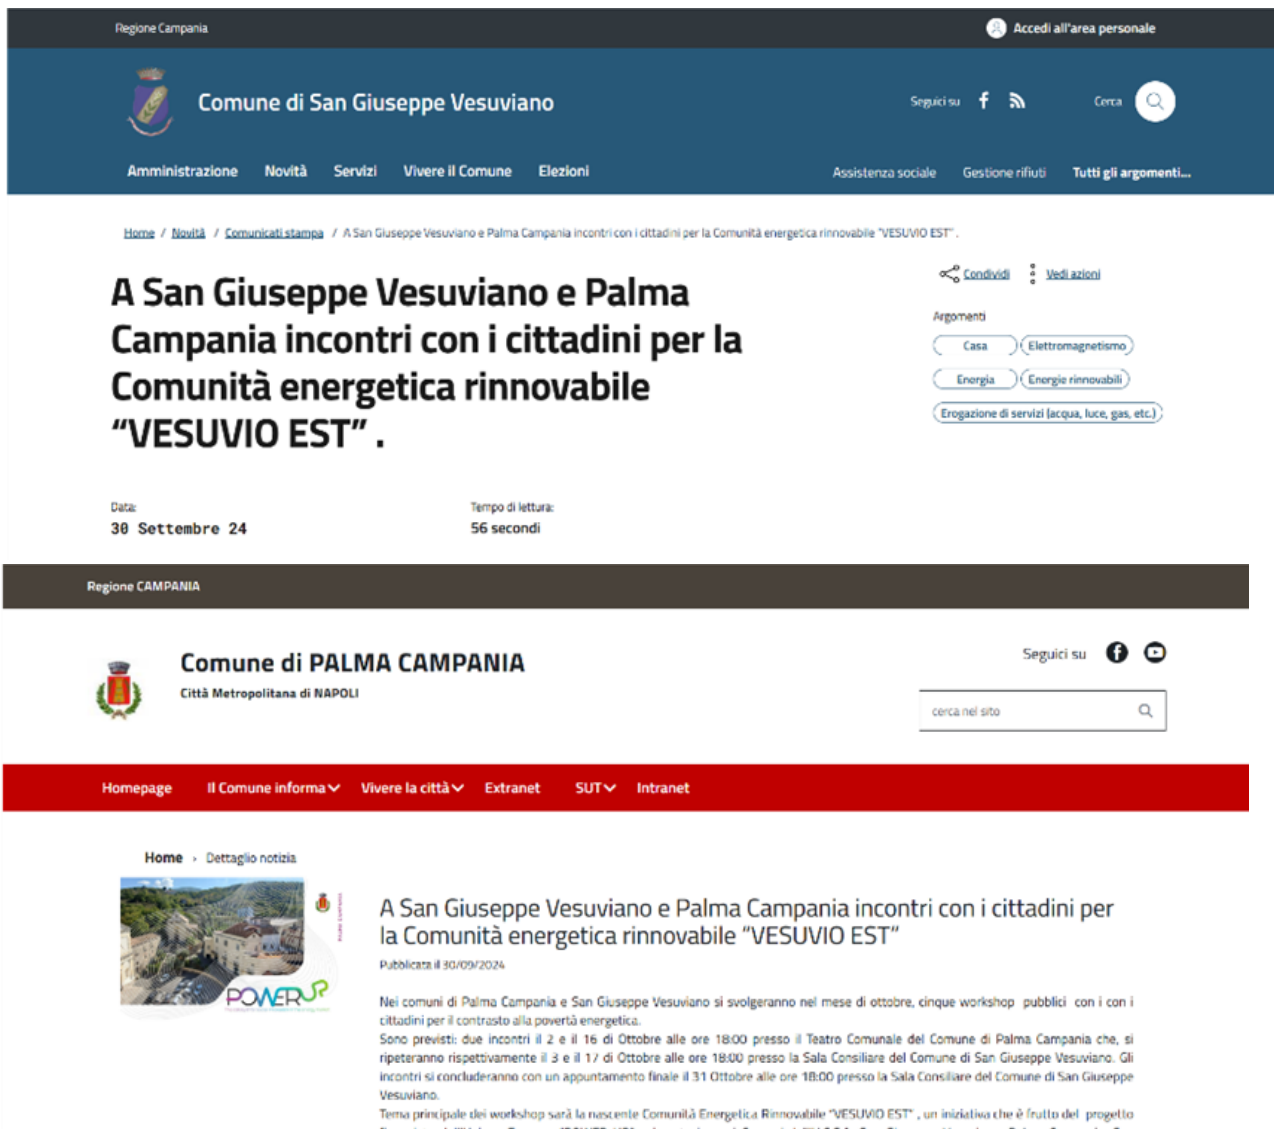 Regione Campania
Accedi all'area personale
Comune di San Giuseppe Vesuviano
Seguici su
Cerca
Amministrazione Novità Servizi Vivere il Comune Elezioni
Assistenza sociale Gestione rifiuti Tutti gli argomenti...
Home / Novità / Comunicati stampa / A San Giuseppe Vesuviano e Palma Campania incontri con i cittadini per la Comunità energetica rinnovabile "VESUVIO EST" .
A San Giuseppe Vesuviano e Palma
Campania incontri con i cittadini per la
Comunità energetica rinnovabile
“VESUVIO EST” .
Condividi
Vedi azioni
Argomenti
Casa
Elettromagnetismo
Energia
Energie rinnovabili
Erogazione di servizi (acqua, luce, gas, etc.)
Data:
30 Settembre 24
Tempo di lettura:
56 secondi
Regione CAMPANIA
Comune di PALMA CAMPANIA
Città Metropolitana di NAPOLI
Seguici su
cerca nel sito
Homepage Il Comune informa Vivere la città Extranet SUT Intranet
Home › Dettaglio notizia
POWERUP
A San Giuseppe Vesuviano e Palma Campania incontri con i cittadini per
la Comunità energetica rinnovabile “VESUVIO EST”
Pubblicata il 30/09/2024
Nei comuni di Palma Campania e San Giuseppe Vesuviano si svolgeranno nel mese di ottobre, cinque workshop pubblici con i con i
cittadini per il contrasto alla povertà energetica.
Sono previsti: due incontri il 2 e il 16 di Ottobre alle ore 18:00 presso il Teatro Comunale del Comune di Palma Campania che, si
ripeteranno rispettivamente il 3 e il 17 di Ottobre alle ore 18:00 presso la Sala Consiliare del Comune di San Giuseppe Vesuviano. Gli
incontri si concluderanno con un appuntamento finale il 31 Ottobre alle ore 18:00 presso la Sala Consiliare del Comune di San Giuseppe
Vesuviano.
Tema principale dei workshop sarà la nascente Comunità Energetica Rinnovabile “VESUVIO EST” , un iniziativa che è frutto del progetto